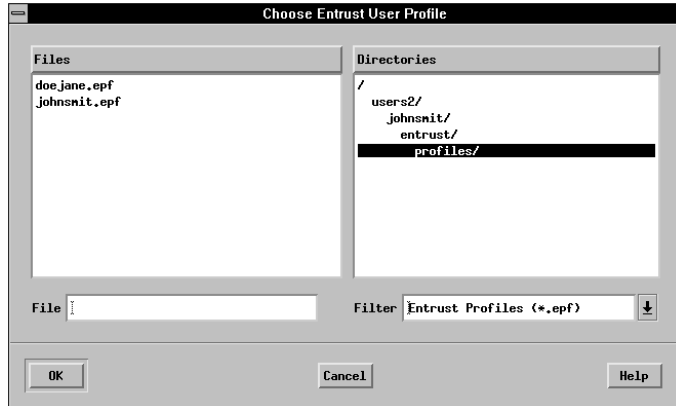 Choose Entrust User Profile
Files
doejane.epf
johnsmit.epf
Directories
/
users2/
johnsmit/
entrust/
profiles/
File
Filter Entrust Profiles (*.epf)
OK
Cancel
Help